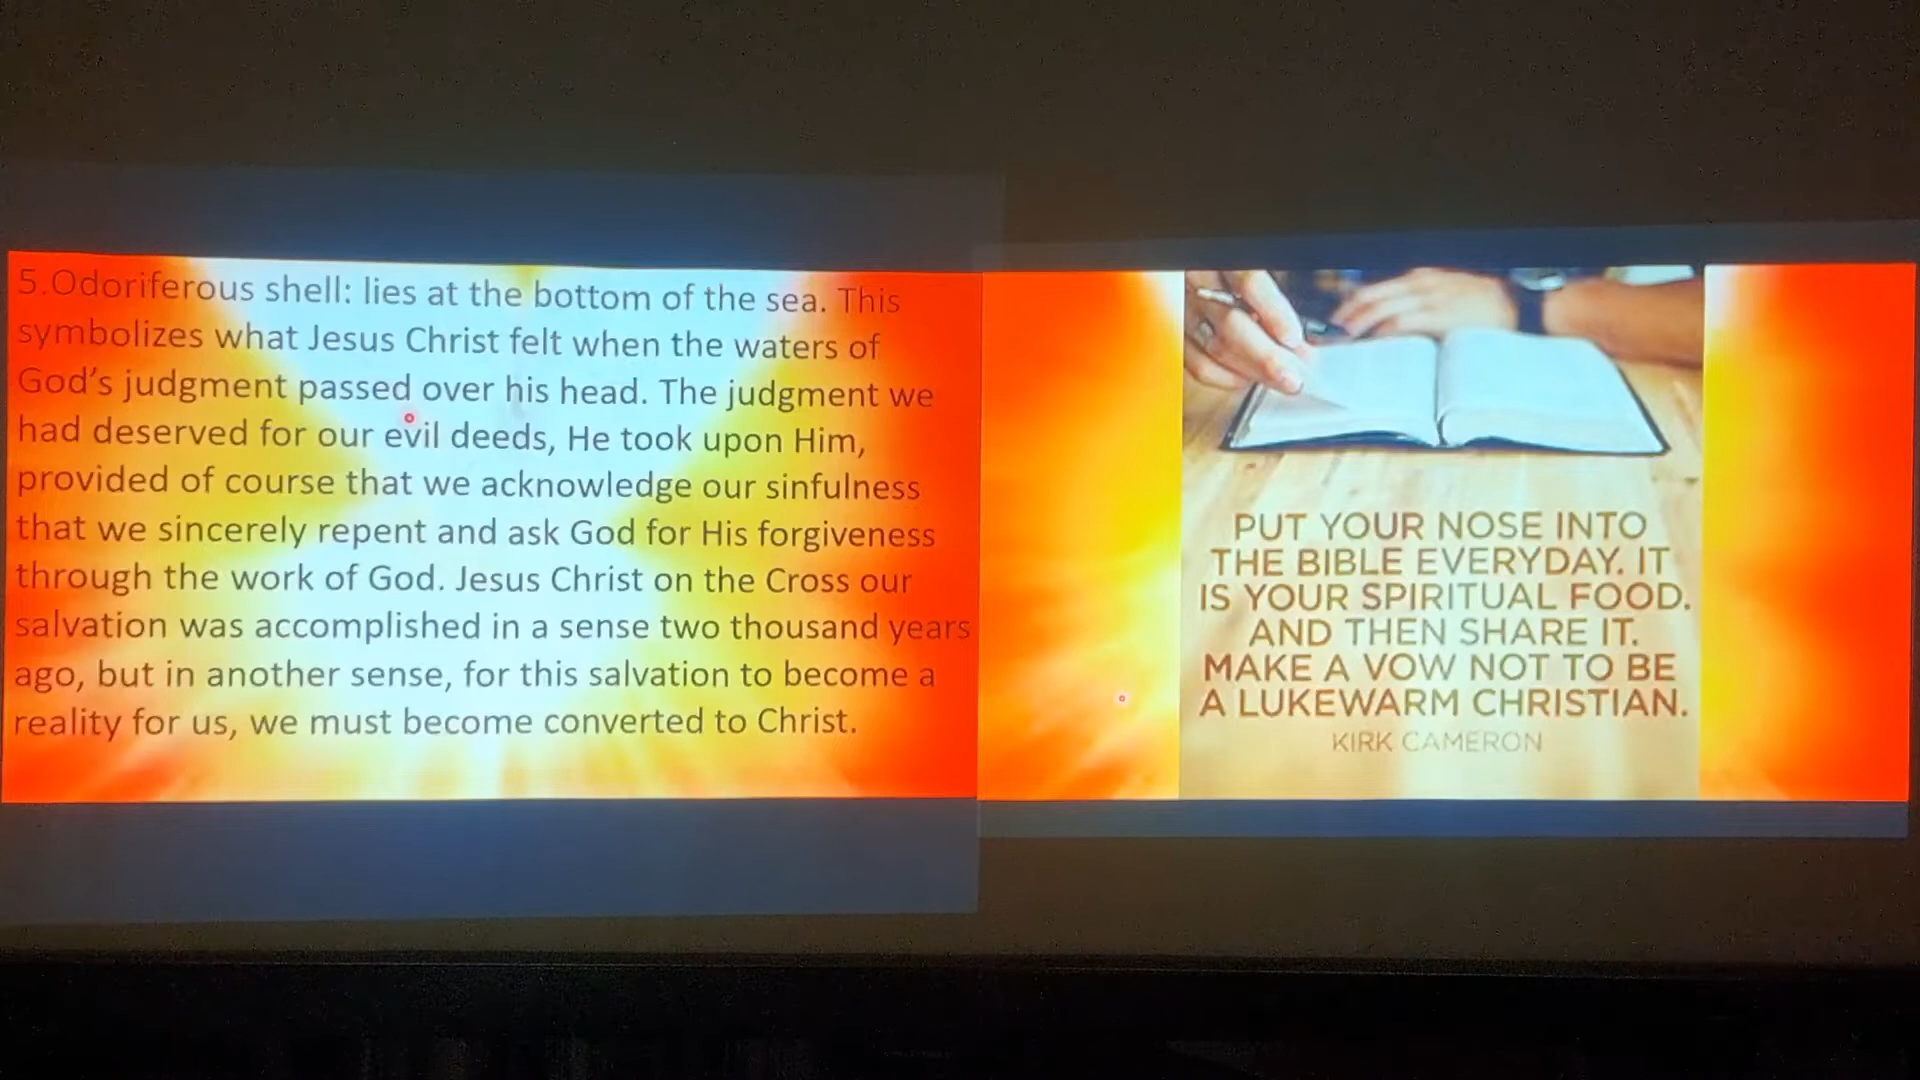 5.Odoriferous shell: lies at the bottom of the sea. This
symbolizes what Jesus Christ felt when the waters of
God's judgment passed over his head. The judgment we
had deserved for our evil deeds, He took upon Him,
provided of course that we acknowledge our sinfulness
that we sincerely repent and ask God for His forgiveness
through the work of God. Jesus Christ on the Cross our
salvation was accomplished in a sense two thousand years
ago, but in another sense, for this salvation to become a
reality for us, we must become converted to Christ.
PUT YOUR NOSE INTO
THE BIBLE EVERYDAY. IT
IS YOUR SPIRITUAL FOOD.
AND THEN SHARE IT.
MAKE A VOW NOT TO BE
A LUKEWARM CHRISTIAN.
KIRK CAMERON